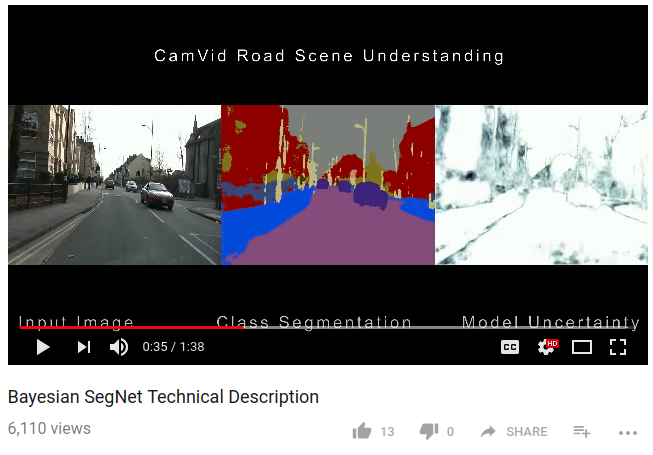 CamVid Road Scene Understanding
Input Image Class Segmentation Model Uncertainty
0:35 / 1:38 CC HD
Bayesian SegNet Technical Description
6,110 views 13 0 SHARE